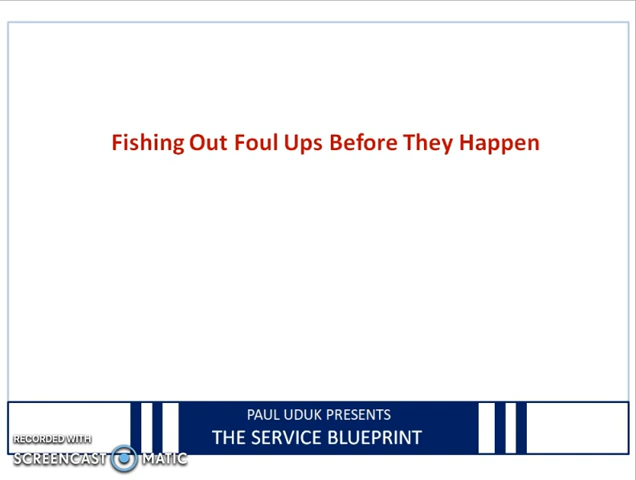 Fishing Out Foul Ups Before They Happen
PAUL UDUK PRESENTS
THE SERVICE BLUEPRINT
RECORDED WITH
SCREENCAST MATIC